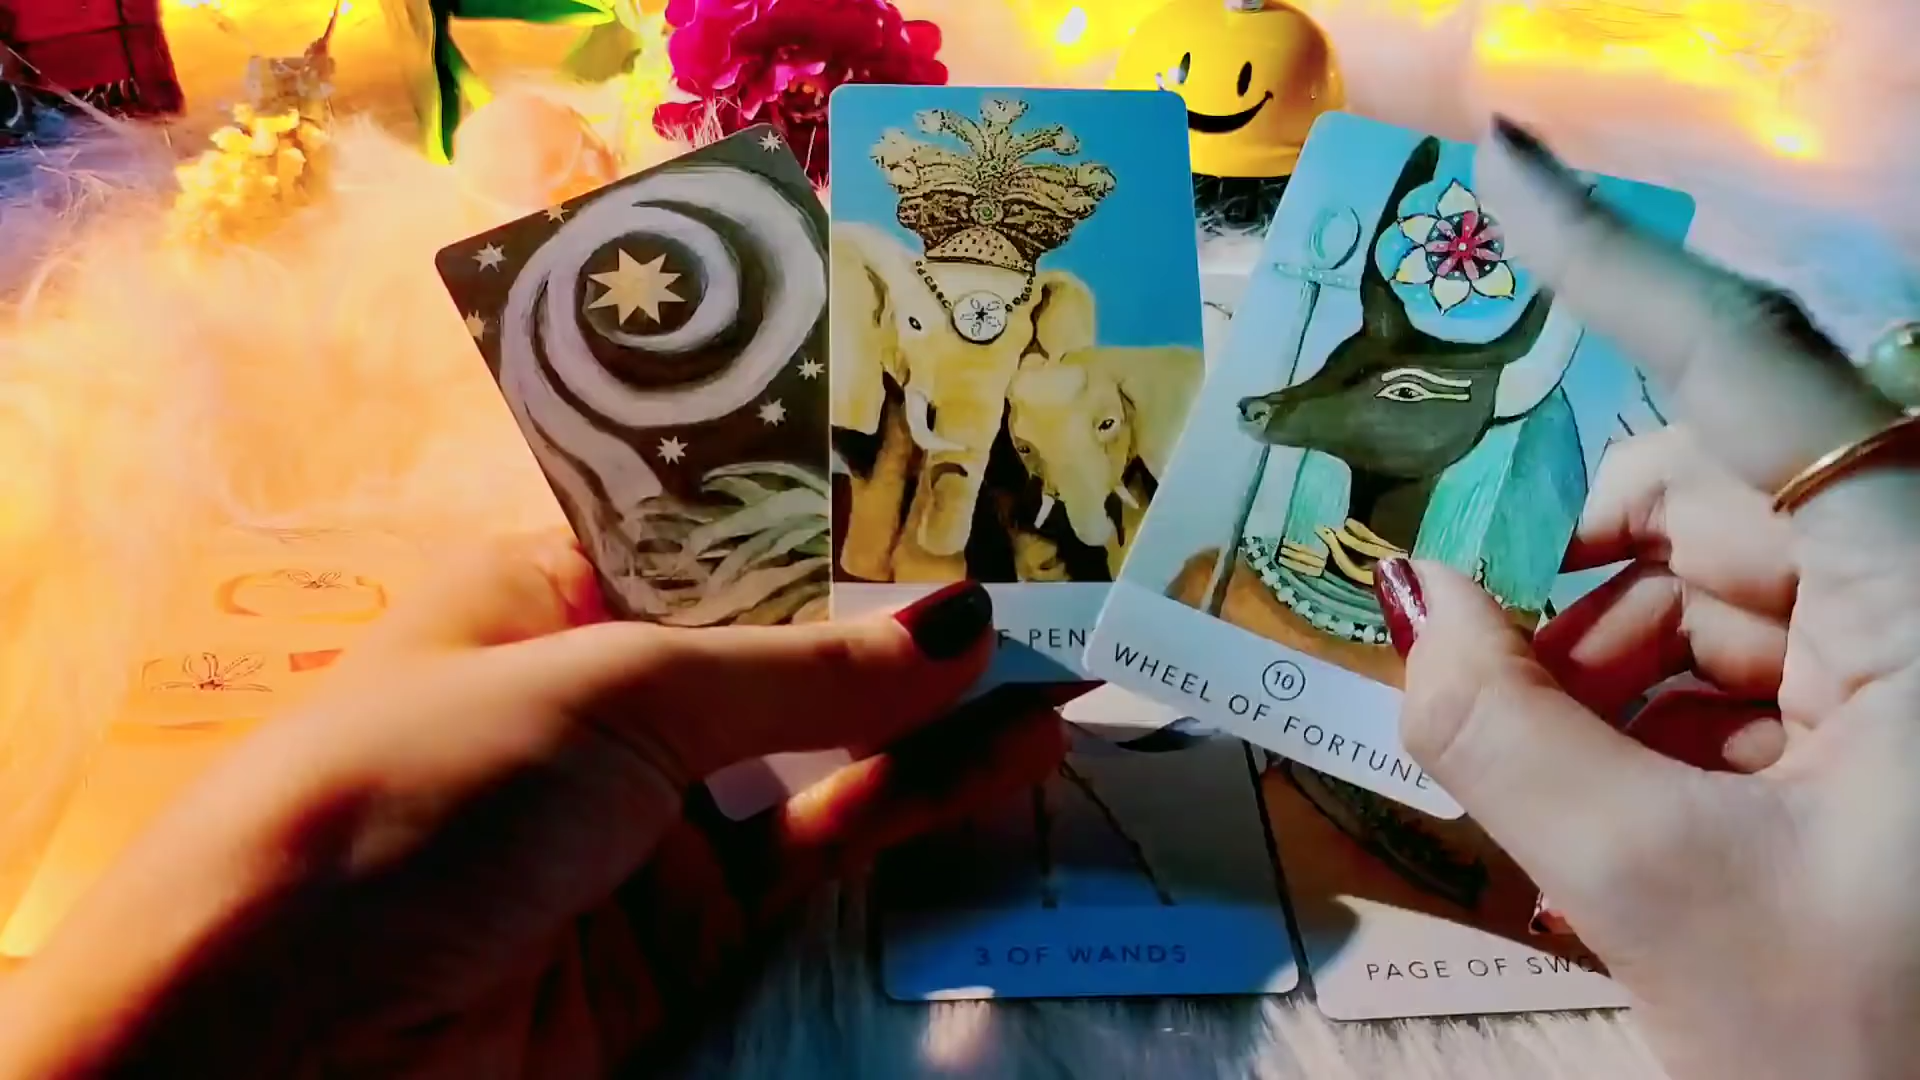 F PEN
10
WHEEL OF FORTUNE
3 OF WANDS
PAGE OF SWO